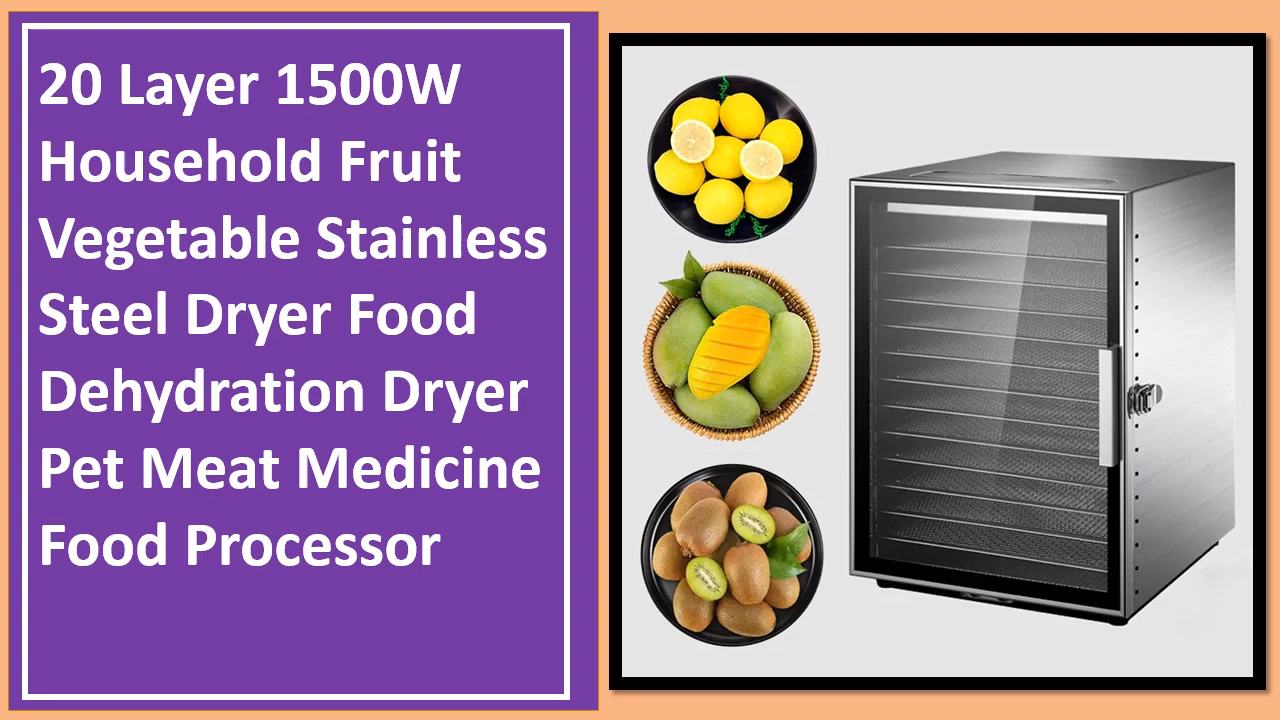 20 Layer 1500W
Household Fruit
Vegetable Stainless
Steel Dryer Food
Dehydration Dryer
Pet Meat Medicine
Food Processor